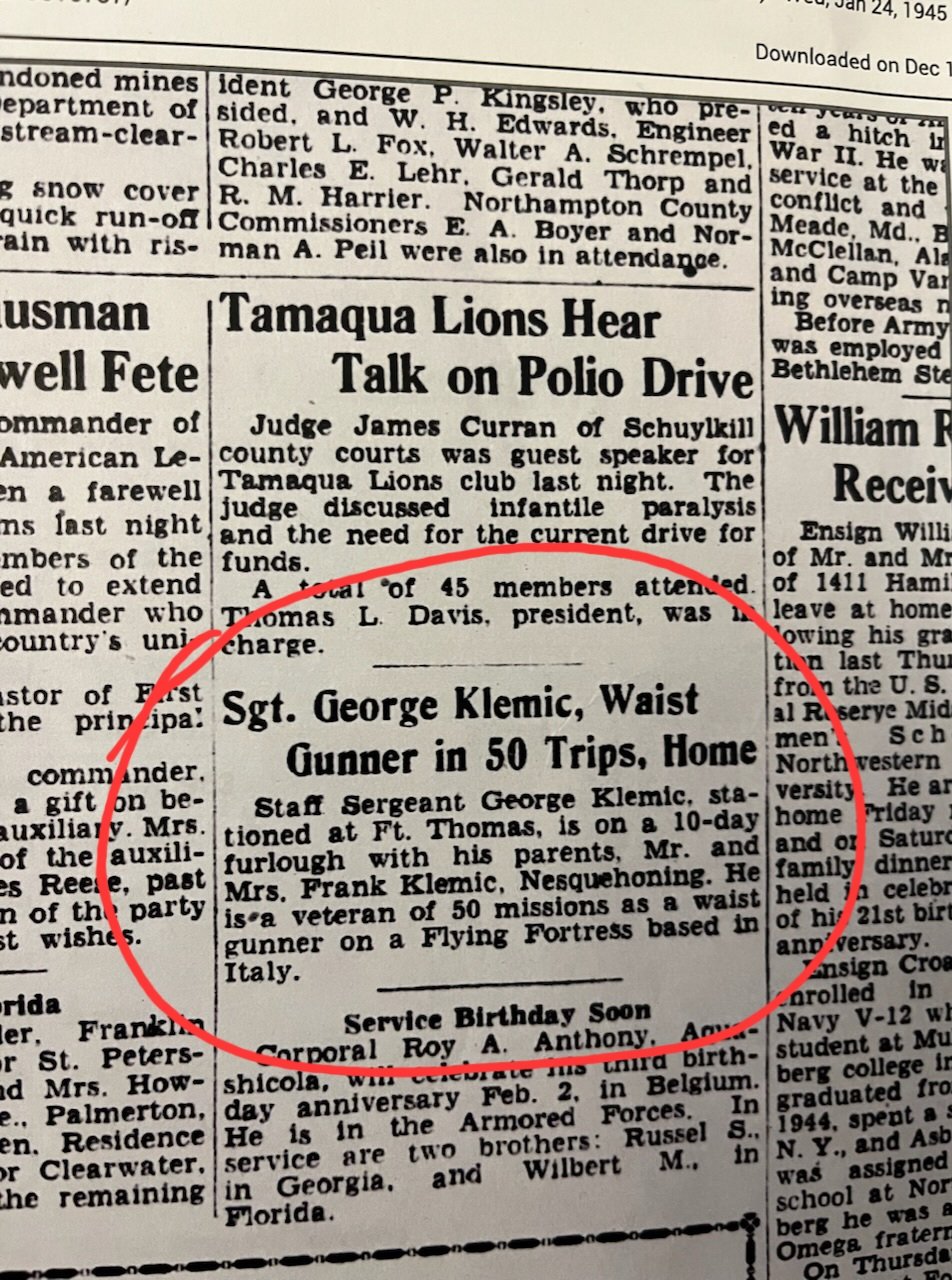 Jan 24, 1945
Downloaded on Dec
ndoned mines
epartment of
stream-clear-
g snow cover
quick run-off
rain with ris-
usman
well Fete
ommander of
American Le-
en a farewell
ms last night
embers of the
ed to extend
mmander who
country's uni-
astor of First
the principal
commander,
a gift on be-
auxiliary. Mrs.
of the auxili-
es Reese, past
n of the party
st wishes.
orida
ler, Franklin
or St. Peters-
nd Mrs. How-
e., Palmerton,
en. Residence
or Clearwater,
the remaining
ident George P. Kingsley, who pre-
sided, and W. H. Edwards, Engineer
Robert L. Fox, Walter A. Schrempel,
Charles E. Lehr, Gerald Thorp and
R. M. Harrier. Northampton County
Commissioners E. A. Boyer and Nor-
man A. Peil were also in attendance.
Tamaqua Lions Hear
Talk on Polio Drive
Judge James Curran of Schuylkill
county courts was guest speaker for
Tamaqua Lions club last night. The
judge discussed infantile paralysis
and the need for the current drive for
funds.
A total of 45 members attended.
Thomas L. Davis, president, was in
charge.
Sgt. George Klemic, Waist
Gunner in 50 Trips, Home
Staff Sergeant George Klemic, sta-
tioned at Ft. Thomas, is on a 10-day
furlough with his parents, Mr. and
Mrs. Frank Klemic, Nesquehoning. He
is a veteran of 50 missions as a waist
gunner on a Flying Fortress based in
Italy.
Service Birthday Soon
Corporal Roy A. Anthony, Aqua-
shicola, will celebrate his third birth-
day anniversary Feb. 2, in Belgium.
He is in the Armored Forces. In
service are two brothers: Russel S.,
in Georgia, and Wilbert M., in
Florida.
ed a hitch in
War II. He wa
service at the
conflict and
Meade, Md., B
McClellan, Ala
and Camp Van
ing overseas n
Before Army
was employed
Bethlehem Ste
William R
Receiv
Ensign Willi
of Mr. and Mr
of 1411 Hamil
leave at home
lowing his gra
tion last Thu
from the U. S.
al Reserve Mid
men's Sch
Northwestern
versity. He ar
home Friday
and on Satur
family dinner
held in celebr
of his 21st birt
anniversary.
Ensign Croa
enrolled in
Navy V-12 wh
student at Mu
berg college in
graduated fro
1944, spent a
N. Y., and Asb
was assigned
school at Nor
berg he was a
Omega fratern
On Thursda